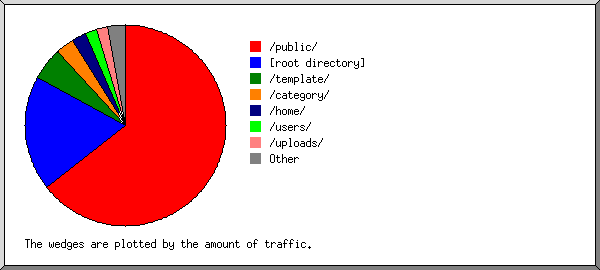 /public/
[root directory]
/template/
/category/
/home/
/users/
/uploads/
Other
The wedges are plotted by the amount of traffic.